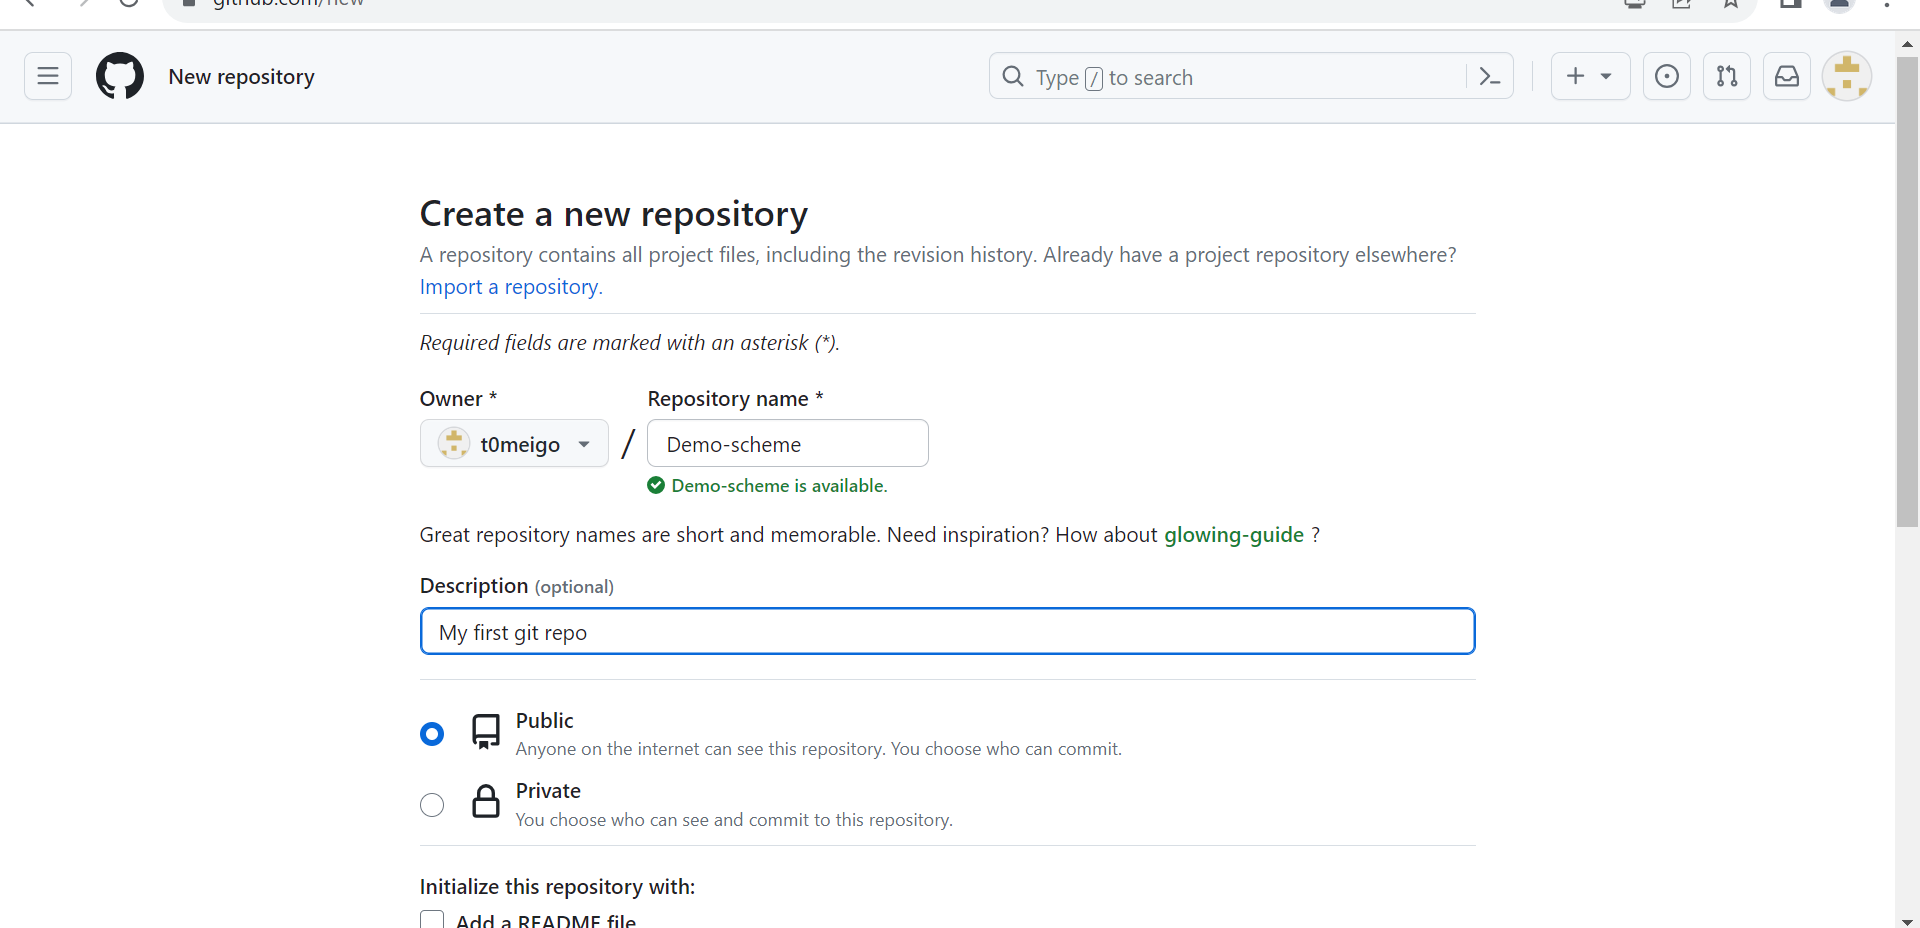 github.com/new
New repository
Type / to search
Create a new repository
A repository contains all project files, including the revision history. Already have a project repository elsewhere?
Import a repository.
Required fields are marked with an asterisk (*).
Owner *
Repository name *
t0meigo
/
Demo-scheme
Demo-scheme is available.
Great repository names are short and memorable. Need inspiration? How about glowing-guide ?
Description (optional)
My first git repo
Public
Anyone on the internet can see this repository. You choose who can commit.
Private
You choose who can see and commit to this repository.
Initialize this repository with:
Add a README file